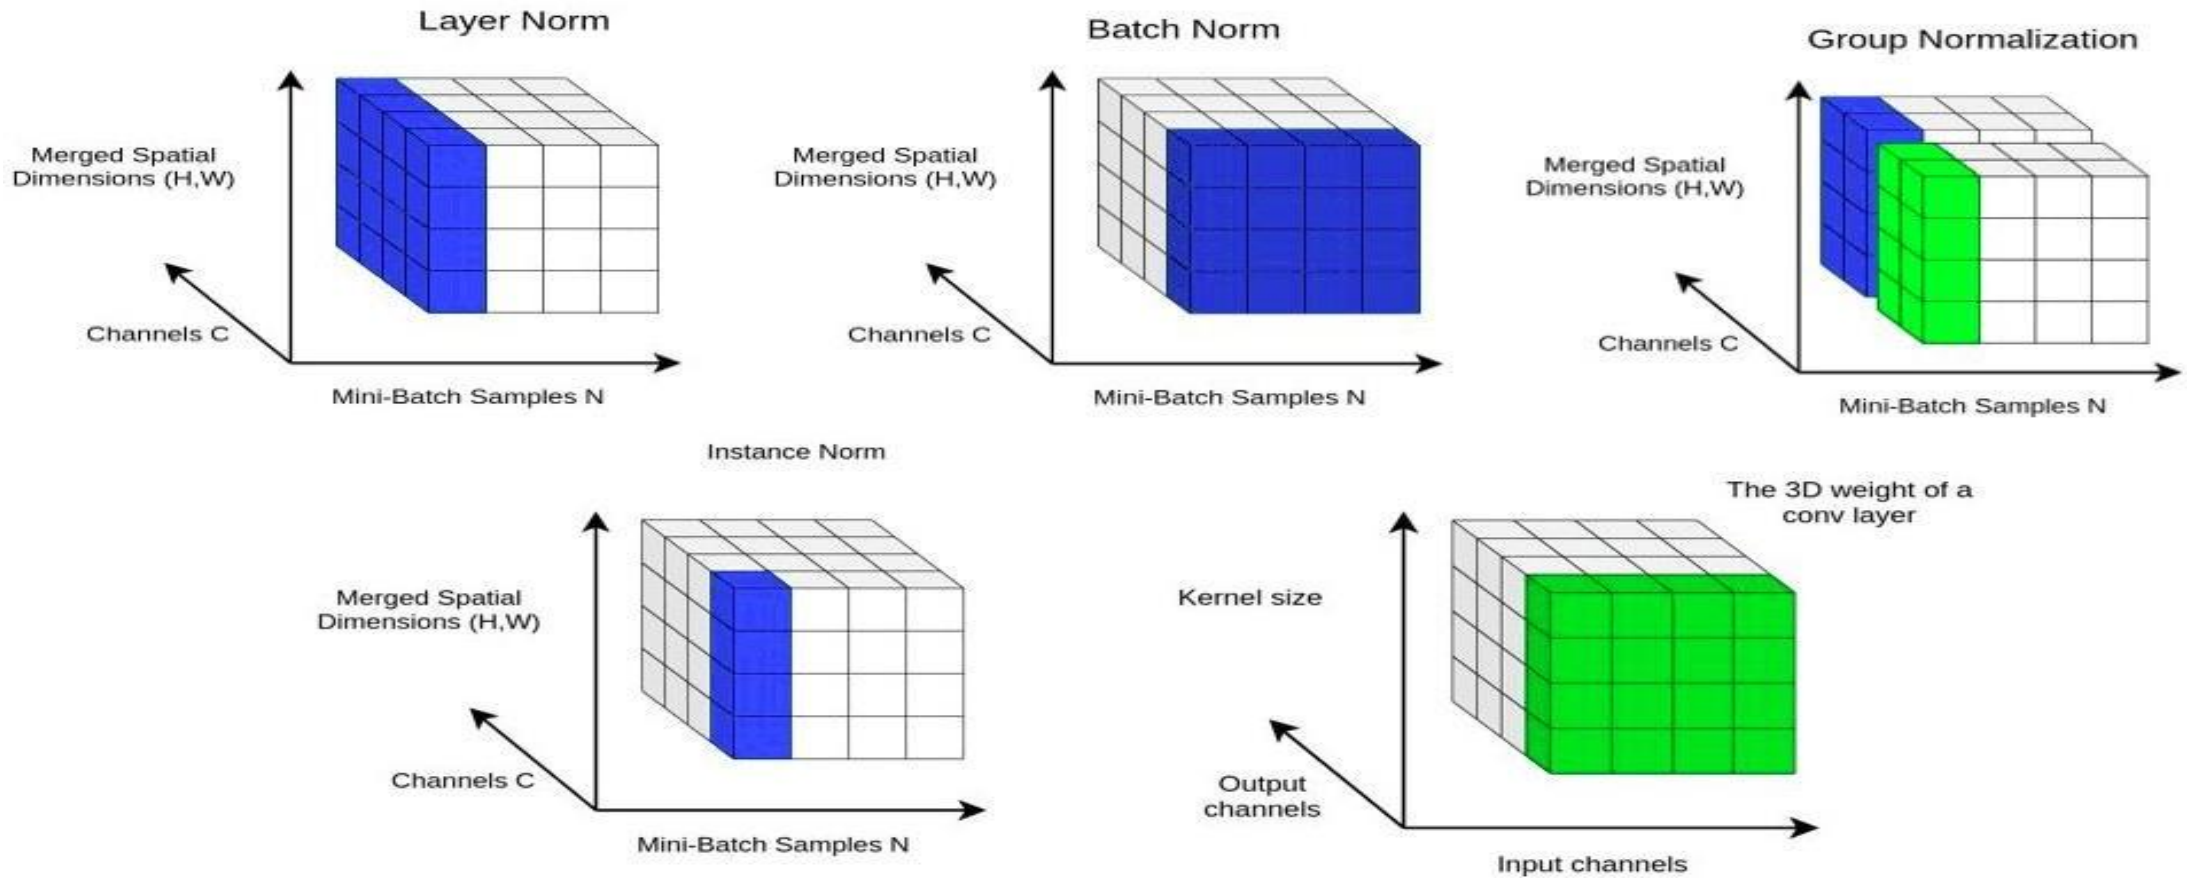 Layer Norm
Merged Spatial
Dimensions (H,W)
Channels C
Mini-Batch Samples N
Batch Norm
Merged Spatial
Dimensions (H,W)
Channels C
Mini-Batch Samples N
Group Normalization
Merged Spatial
Dimensions (H,W)
Channels C
Mini-Batch Samples N
Instance Norm
Merged Spatial
Dimensions (H,W)
Channels C
Mini-Batch Samples N
The 3D weight of a
conv layer
Kernel size
Output
channels
Input channels